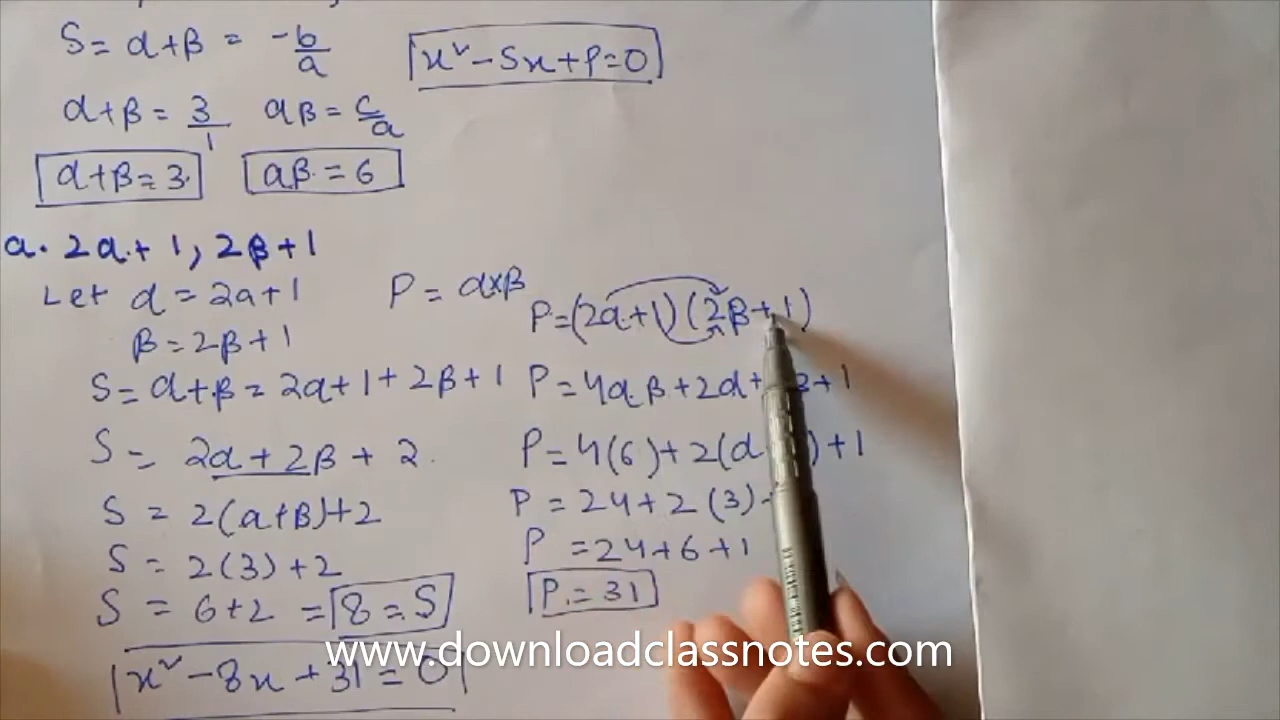 S = α+β = -b/a
x² - Sx + P = 0
α+β = 3/1 αβ = c/a
α+β = 3 αβ = 6
a. 2α+1, 2β+1
Let α = 2α+1
β = 2β+1
S = α+β = 2α+1+2β+1
S = 2α+2β+2
S = 2(α+β)+2
S = 2(3)+2
S = 6+2 = 8 = S
x² - 8x + 31 = 0
P = α×β
P = (2α+1)(2β+1)
P = 4αβ+2α+ β+1
P = 4(6)+2(α )+1
P = 24+2(3)+
P = 24+6+1
P = 31
www.downloadclassnotes.com